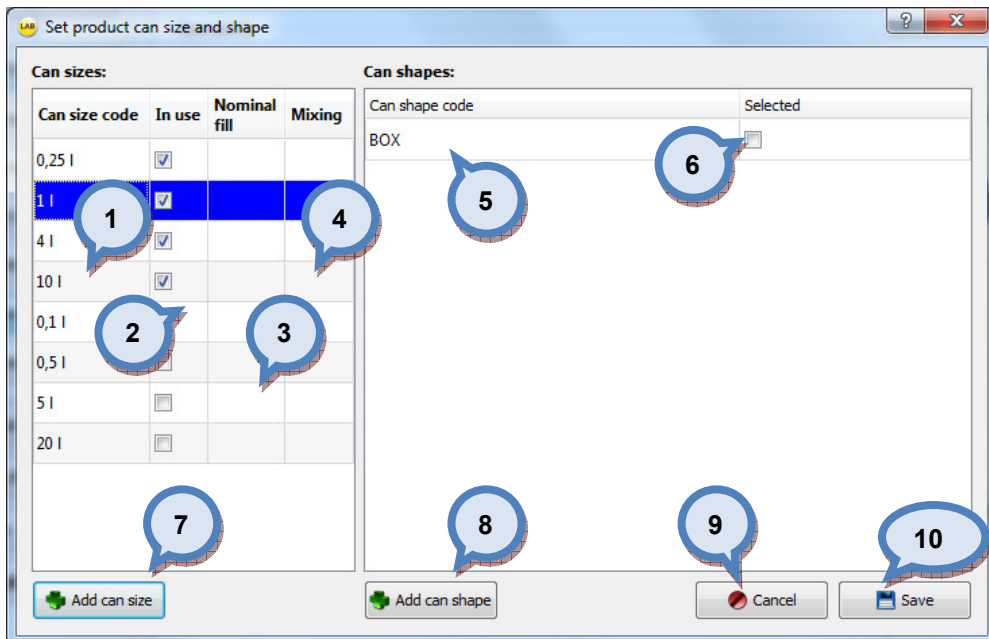 LAB Set product can size and shape ? X
Can sizes: Can shapes:
Can size code In use Nominal fill Mixing Can shape code Selected
0,25 l BOX 6
1 l 1 4 5
4 l
10 l
0,1 l 2 3
0,5 l
5 l
20 l
7 8 9 10
Add can size Add can shape Cancel Save